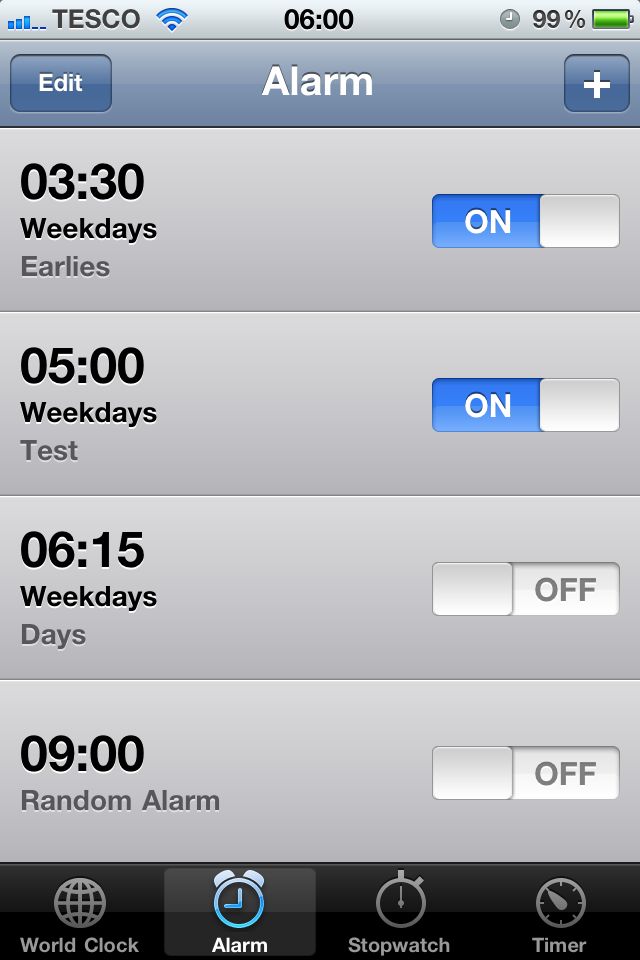 TESCO 06:00 99%
Edit Alarm +
03:30
Weekdays
Earlies
ON
05:00
Weekdays
Test
ON
06:15
Weekdays
Days
OFF
09:00
Random Alarm
OFF
World Clock Alarm Stopwatch Timer